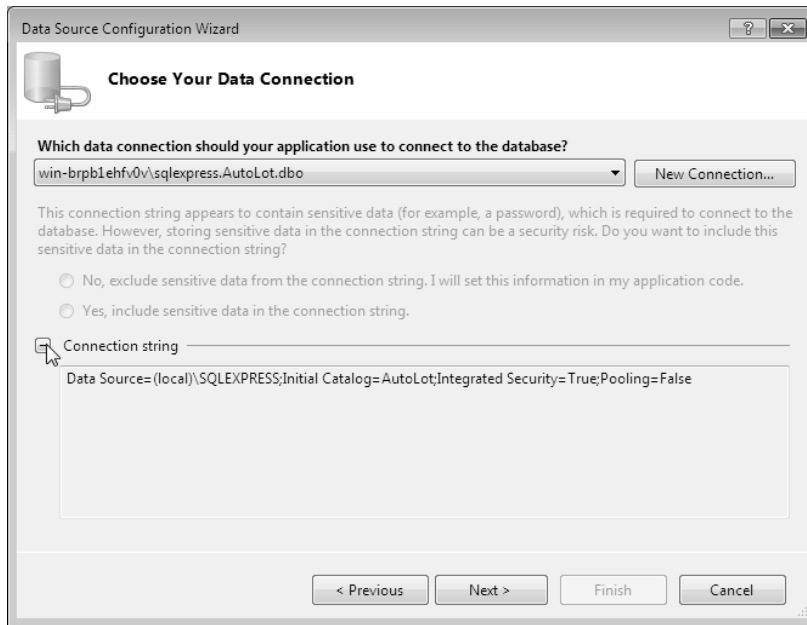 Data Source Configuration Wizard
?
Choose Your Data Connection
Which data connection should your application use to connect to the database?
win-brpb1ehfv0v\sqlexpress.AutoLot.dbo
New Connection...
This connection string appears to contain sensitive data (for example, a password), which is required to connect to the
database. However, storing sensitive data in the connection string can be a security risk. Do you want to include this
sensitive data in the connection string?
No, exclude sensitive data from the connection string. I will set this information in my application code.
Yes, include sensitive data in the connection string.
Connection string
Data Source=(local)\SQLEXPRESS;Initial Catalog=AutoLot;Integrated Security=True;Pooling=False
< Previous
Next >
Finish
Cancel